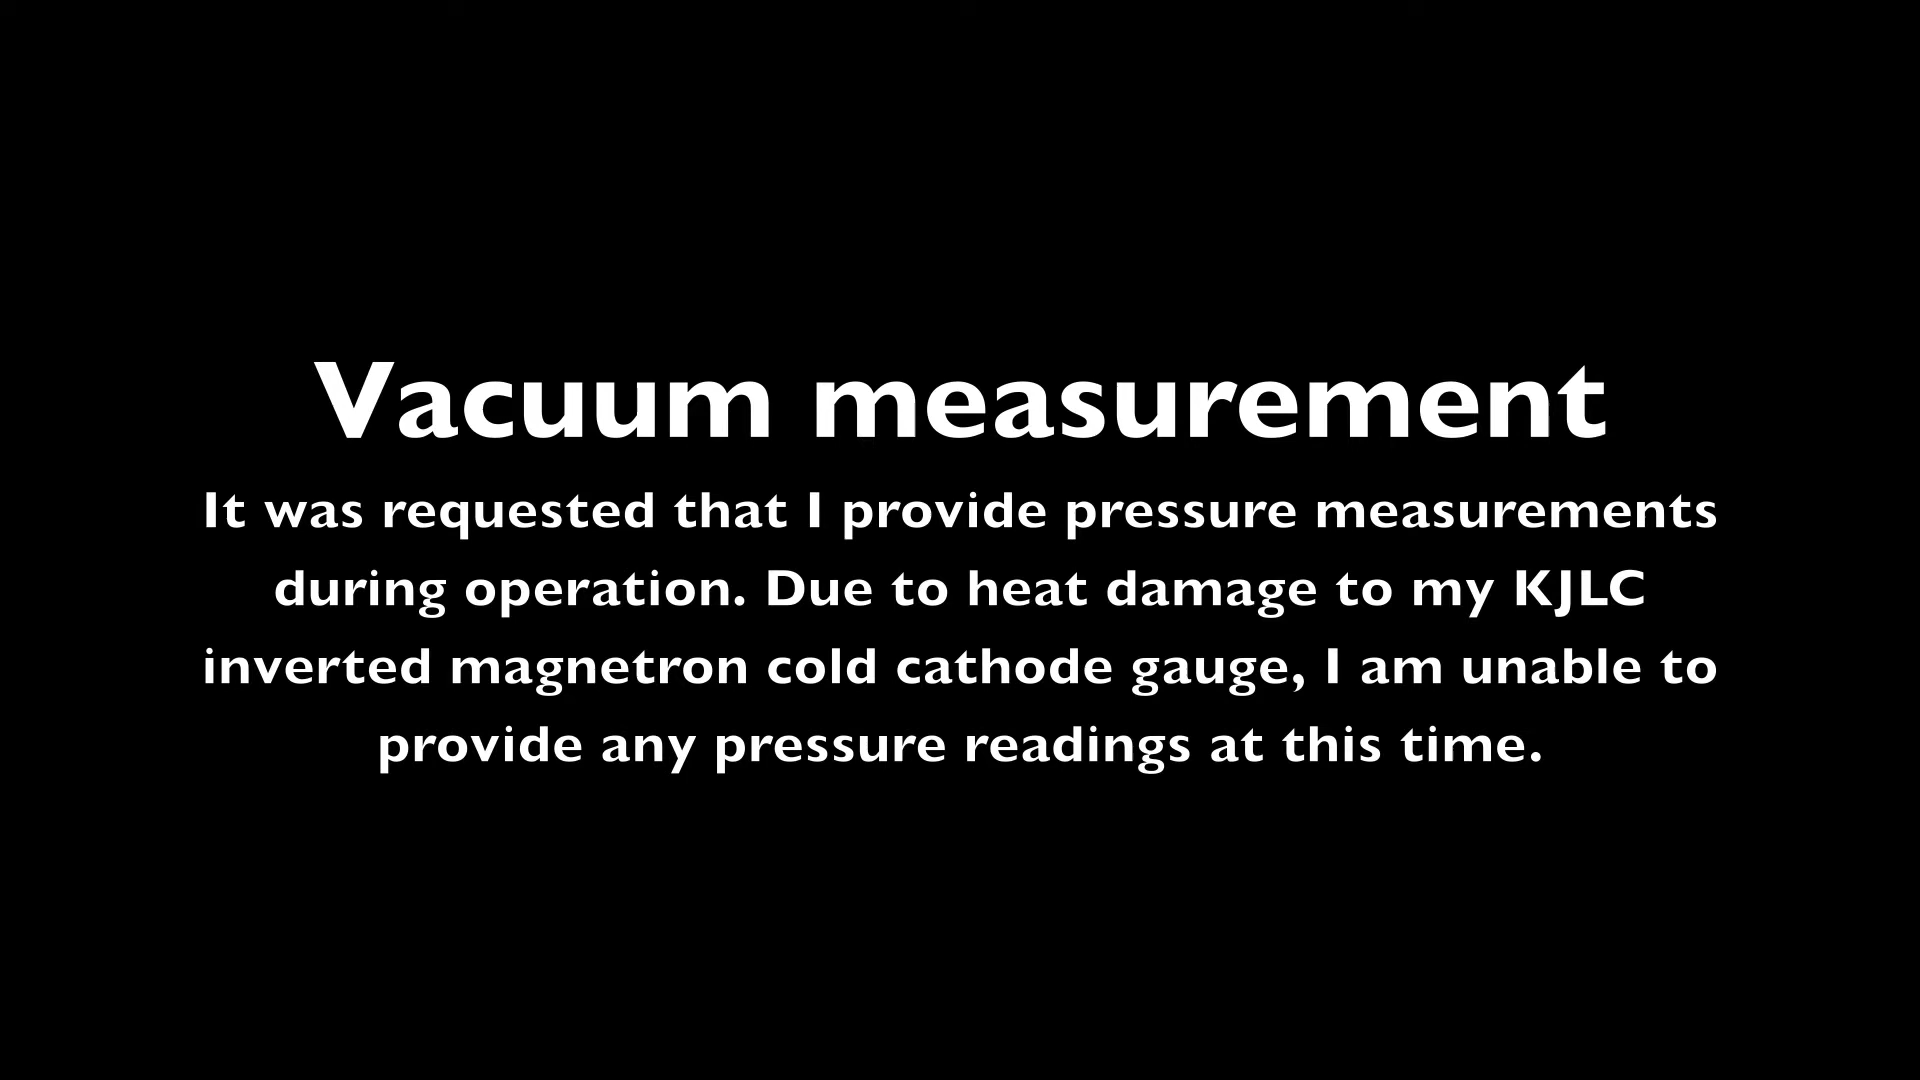 Vacuum measurement
It was requested that I provide pressure measurements
during operation. Due to heat damage to my KJLC
inverted magnetron cold cathode gauge, I am unable to
provide any pressure readings at this time.